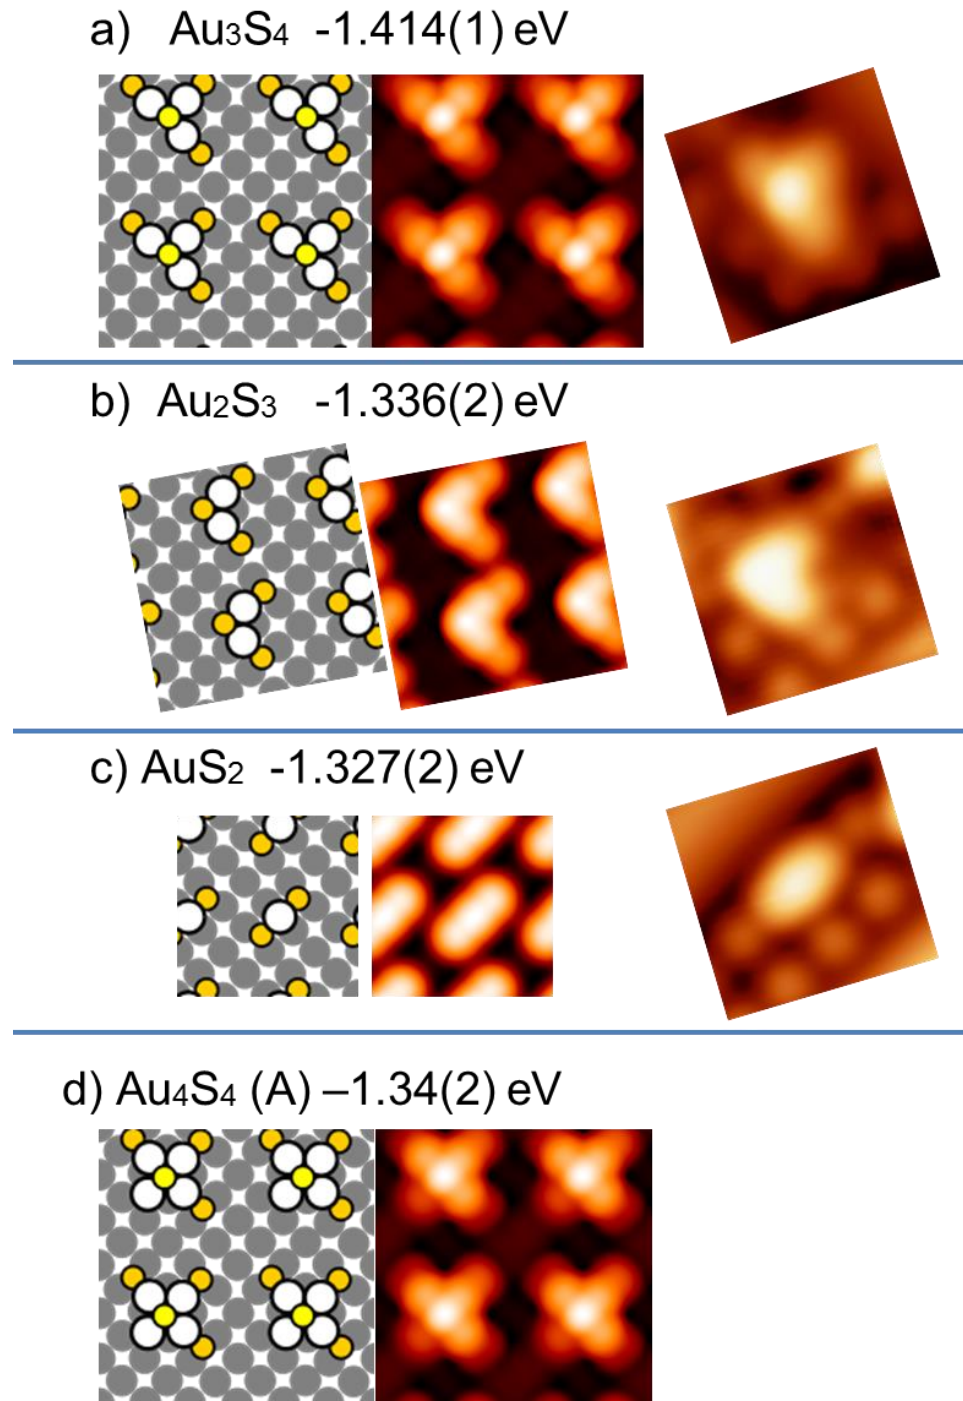 a) Au₃S₄ -1.414(1) eV
b) Au₂S₃ -1.336(2) eV
c) AuS₂ -1.327(2) eV
d) Au₄S₄ (A) –1.34(2) eV